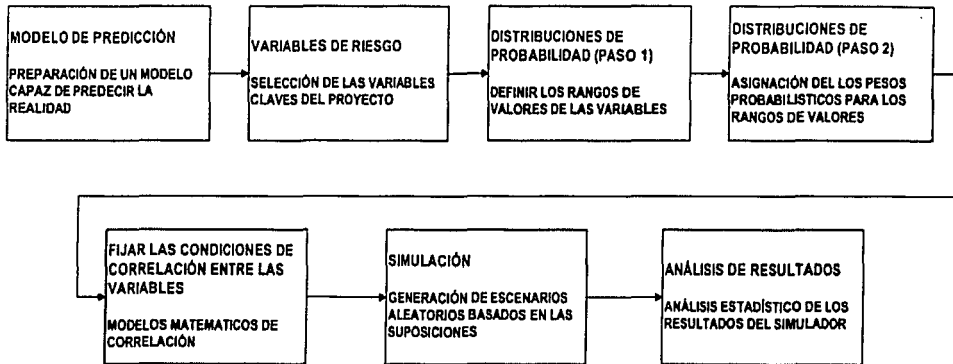 MODELO DE PREDICCIÓN
PREPARACIÓN DE UN MODELO
CAPAZ DE PREDECIR LA
REALIDAD
VARIABLES DE RIESGO
SELECCIÓN DE LAS VARIABLES
CLAVES DEL PROYECTO
DISTRIBUCIONES DE
PROBABILIDAD (PASO 1)
DEFINIR LOS RANGOS DE
VALORES DE LAS VARIABLES
DISTRIBUCIONES DE
PROBABILIDAD (PASO 2)
ASIGNACIÓN DEL LOS PESOS
PROBABILISTICOS PARA LOS
RANGOS DE VALORES
FIJAR LAS CONDICIONES DE
CORRELACIÓN ENTRE LAS
VARIABLES
MODELOS MATEMATICOS DE
CORRELACIÓN
SIMULACIÓN
GENERACIÓN DE ESCENARIOS
ALEATORIOS BASADOS EN LAS
SUPOSICIONES
ANÁLISIS DE RESULTADOS
ANÁLISIS ESTADÍSTICO DE LOS
RESULTADOS DEL SIMULADOR